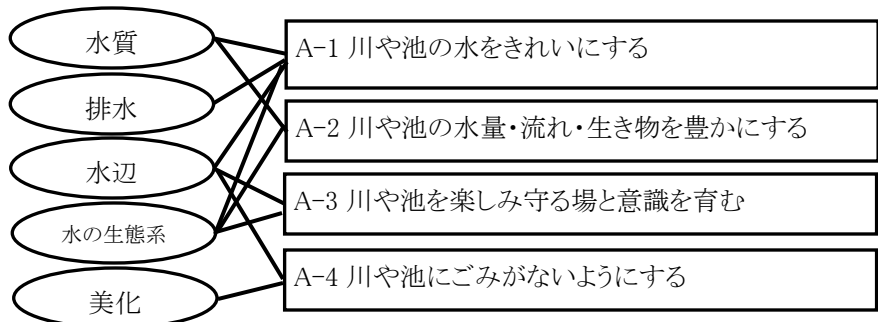 水質
排水
水辺
水の生態系
美化
A-1 川や池の水をきれいにする
A-2 川や池の水量・流れ・生き物を豊かにする
A-3 川や池を楽しみ守る場と意識を育む
A-4 川や池にごみがないようにする